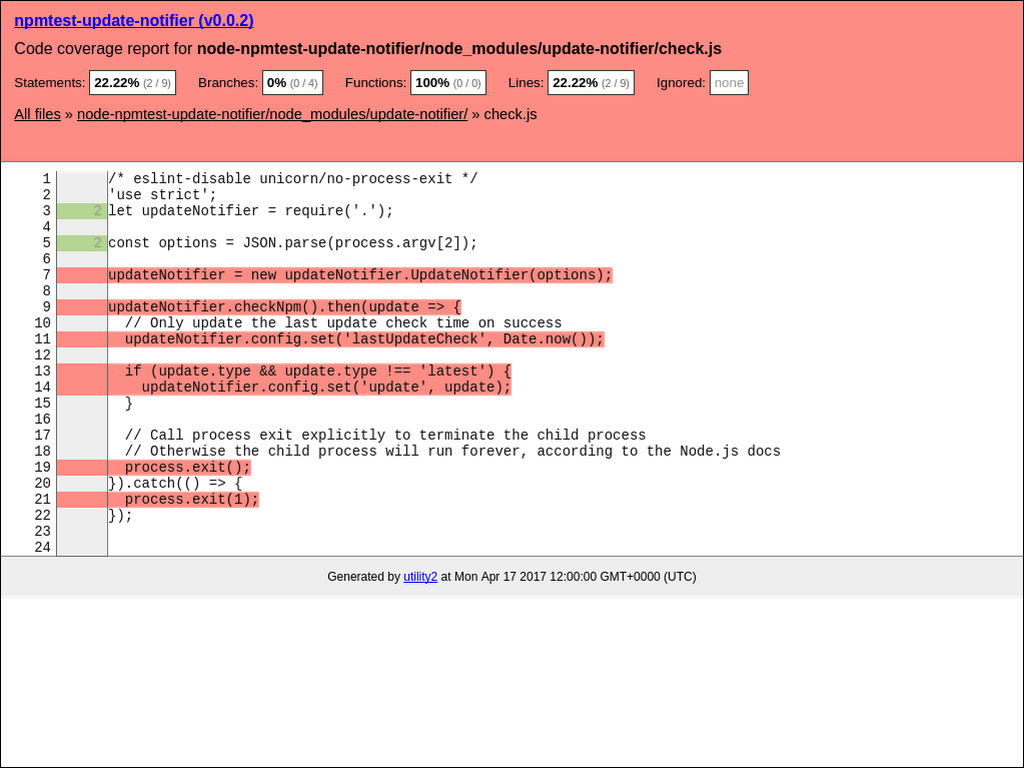 npmtest-update-notifier (v0.0.2)
Code coverage report for node-npmtest-update-notifier/node_modules/update-notifier/check.js
Statements: 22.22% (2 / 9) Branches: 0% (0 / 4) Functions: 100% (0 / 0) Lines: 22.22% (2 / 9) Ignored: none
All files » node-npmtest-update-notifier/node_modules/update-notifier/ » check.js
1 /* eslint-disable unicorn/no-process-exit */
2 'use strict';
3 2 let updateNotifier = require('.');
4
5 2 const options = JSON.parse(process.argv[2]);
6
7 updateNotifier = new updateNotifier.UpdateNotifier(options);
8
9 updateNotifier.checkNpm().then(update => {
10 // Only update the last update check time on success
11 updateNotifier.config.set('lastUpdateCheck', Date.now());
12
13 if (update.type && update.type !== 'latest') {
14 updateNotifier.config.set('update', update);
15 }
16
17 // Call process exit explicitly to terminate the child process
18 // Otherwise the child process will run forever, according to the Node.js docs
19 process.exit();
20 }).catch(() => {
21 process.exit(1);
22 });
23
24
Generated by utility2 at Mon Apr 17 2017 12:00:00 GMT+0000 (UTC)